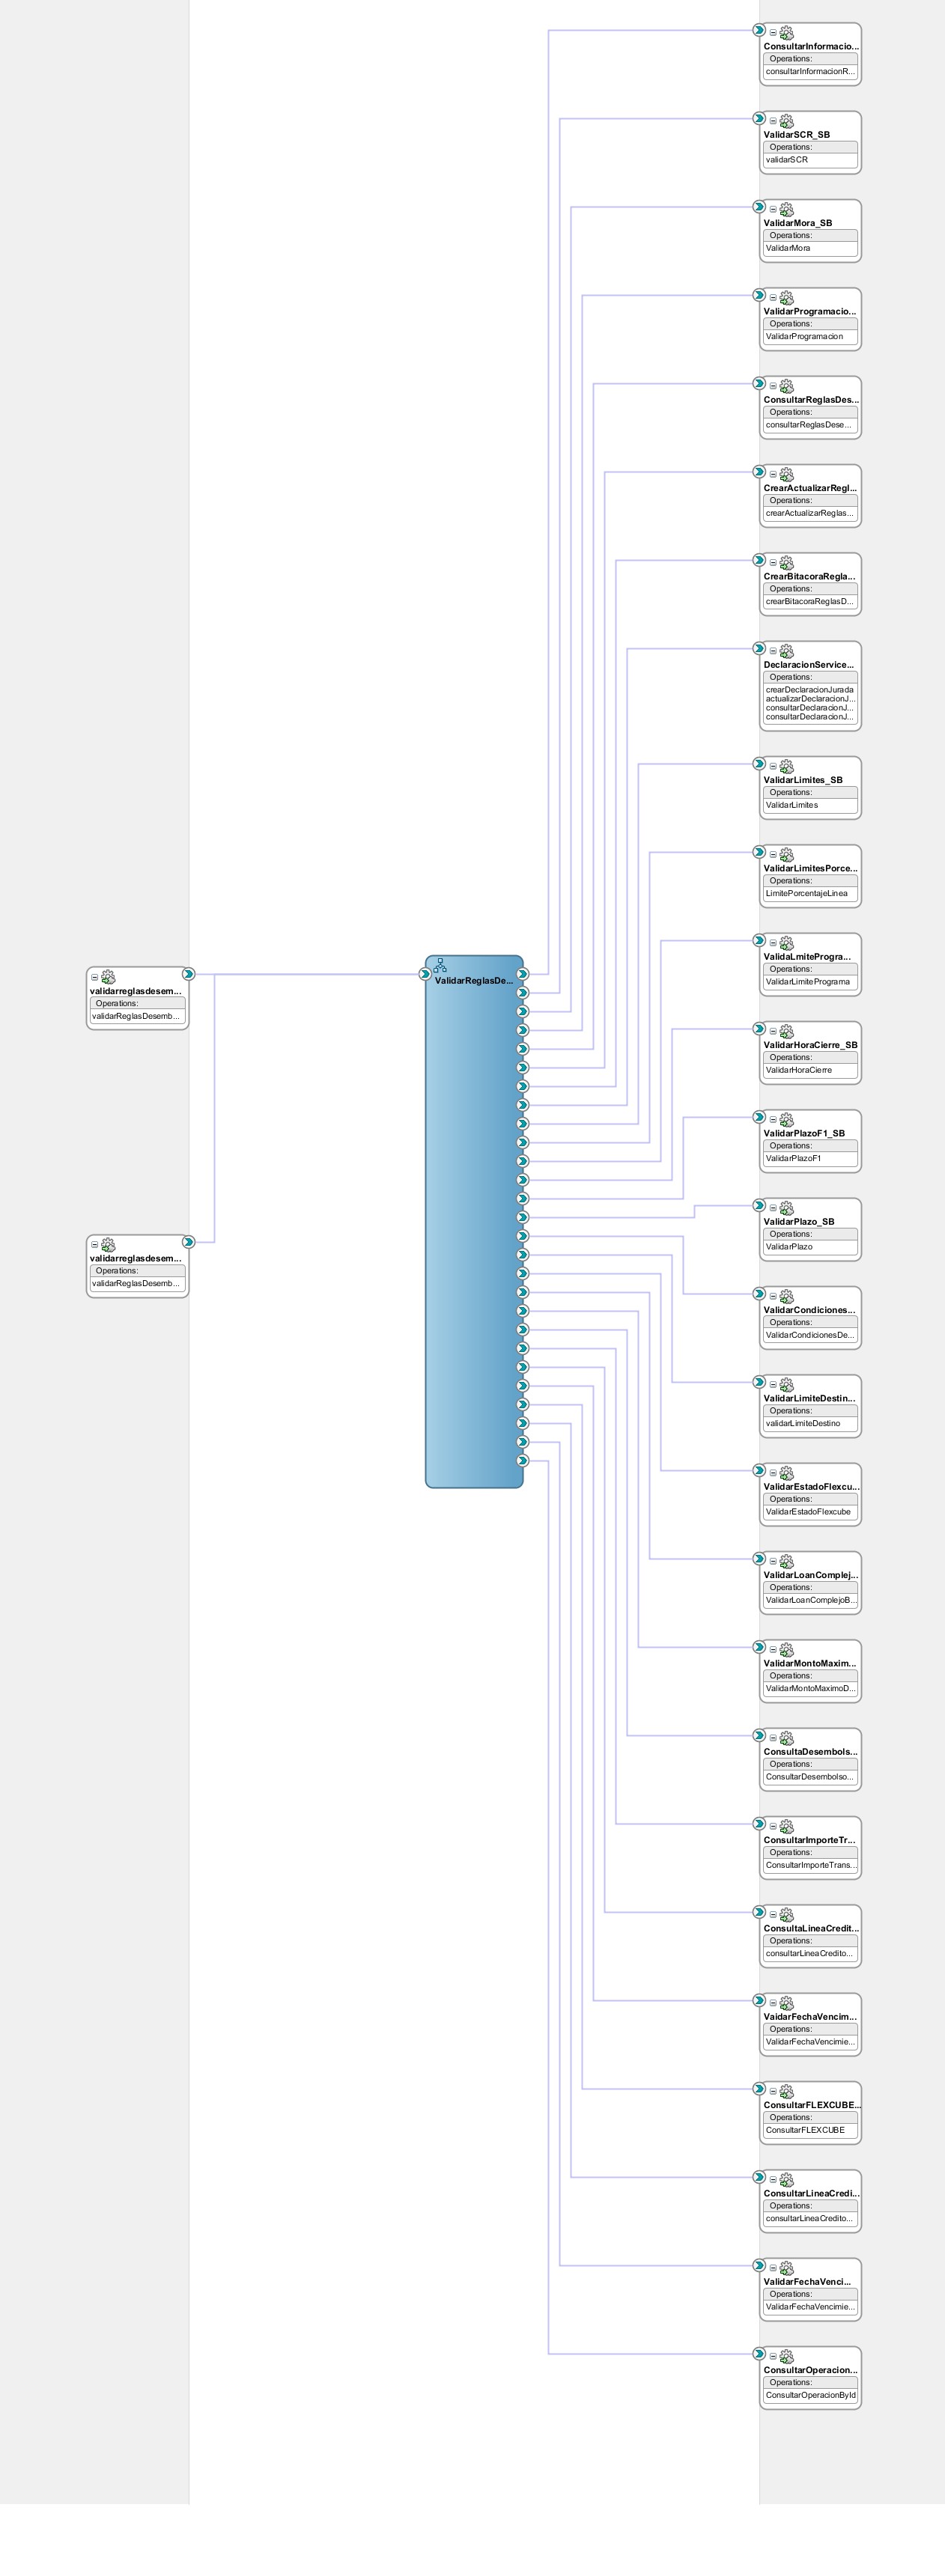 ConsultarInformacio...
Operations:
consultarInformacionR...
ValidarSCR_SB
Operations:
validarSCR
ValidarMora_SB
Operations:
ValidarMora
ValidarProgramacio...
Operations:
ValidarProgramacion
ConsultarReglasDes...
Operations:
consultarReglasDese...
CrearActualizarRegl...
Operations:
crearActualizarReglas...
CrearBitacoraRegla...
Operations:
crearBitacoraReglasD...
DeclaracionService...
Operations:
crearDeclaracionJurada
actualizarDeclaracionJ...
consultarDeclaracionJ...
consultarDeclaracionJ...
ValidarLimites_SB
Operations:
ValidarLimites
ValidarLimitesPorce...
Operations:
LimitePorcentajeLinea
ValidaLmitePrograma...
Operations:
ValidarLimitePrograma
validarreglasdesem...
Operations:
validarReglasDesemb...
ValidarReglasDe...
ValidarHoraCierre_SB
Operations:
ValidarHoraCierre
ValidarPlazoF1_SB
Operations:
ValidarPlazoF1
ValidarPlazo_SB
Operations:
ValidarPlazo
validarreglasdesem...
Operations:
validarReglasDesemb...
ValidarCondiciones...
Operations:
ValidarCondicionesDe...
ValidarLimiteDestin...
Operations:
validarLimiteDestino
ValidarEstadoFlexcu...
Operations:
ValidarEstadoFlexcube
ValidarLoanComplej...
Operations:
ValidarLoanComplejoB...
ValidarMontoMaxim...
Operations:
ValidarMontoMaximoD...
ConsultaDesembols...
Operations:
ConsultarDesembolso...
ConsultarImporteTr...
Operations:
ConsultarImporteTrans...
ConsultaLineaCredit...
Operations:
consultarLineaCredito...
VaidarFechaVencim...
Operations:
ValidarFechaVencimie...
ConsultarFLEXCUBE...
Operations:
ConsultarFLEXCUBE
ConsultarLineaCredi...
Operations:
consultarLineaCredito...
ValidarFechaVenci...
Operations:
ValidarFechaVencimie...
ConsultarOperacion...
Operations:
ConsultarOperacionById